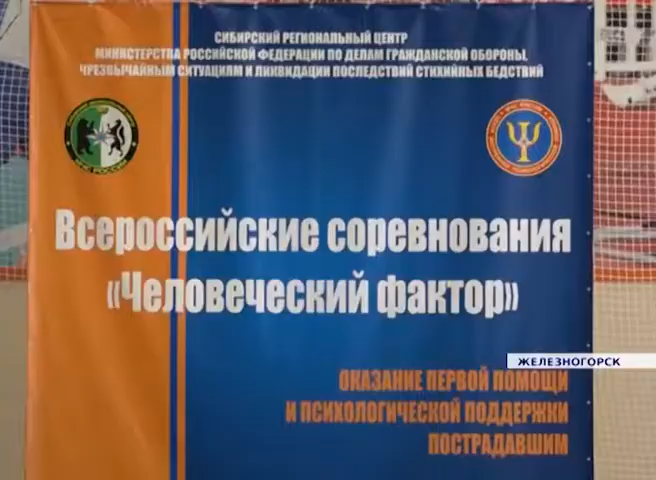 СИБИРСКИЙ РЕГИОНАЛЬНЫЙ ЦЕНТР
МИНИСТЕРСТВА РОССИЙСКОЙ ФЕДЕРАЦИИ ПО ДЕЛАМ ГРАЖДАНСКОЙ ОБОРОНЫ,
ЧРЕЗВЫЧАЙНЫМ СИТУАЦИЯМ И ЛИКВИДАЦИИ ПОСЛЕДСТВИЙ СТИХИЙНЫХ БЕДСТВИЙ
Всероссийские соревнования
«Человеческий фактор»
ЖЕЛЕЗНОГОРСК
ОКАЗАНИЕ ПЕРВОЙ ПОМОЩИ
И ПСИХОЛОГИЧЕСКОЙ ПОДДЕРЖКИ
ПОСТРАДАВШИМ